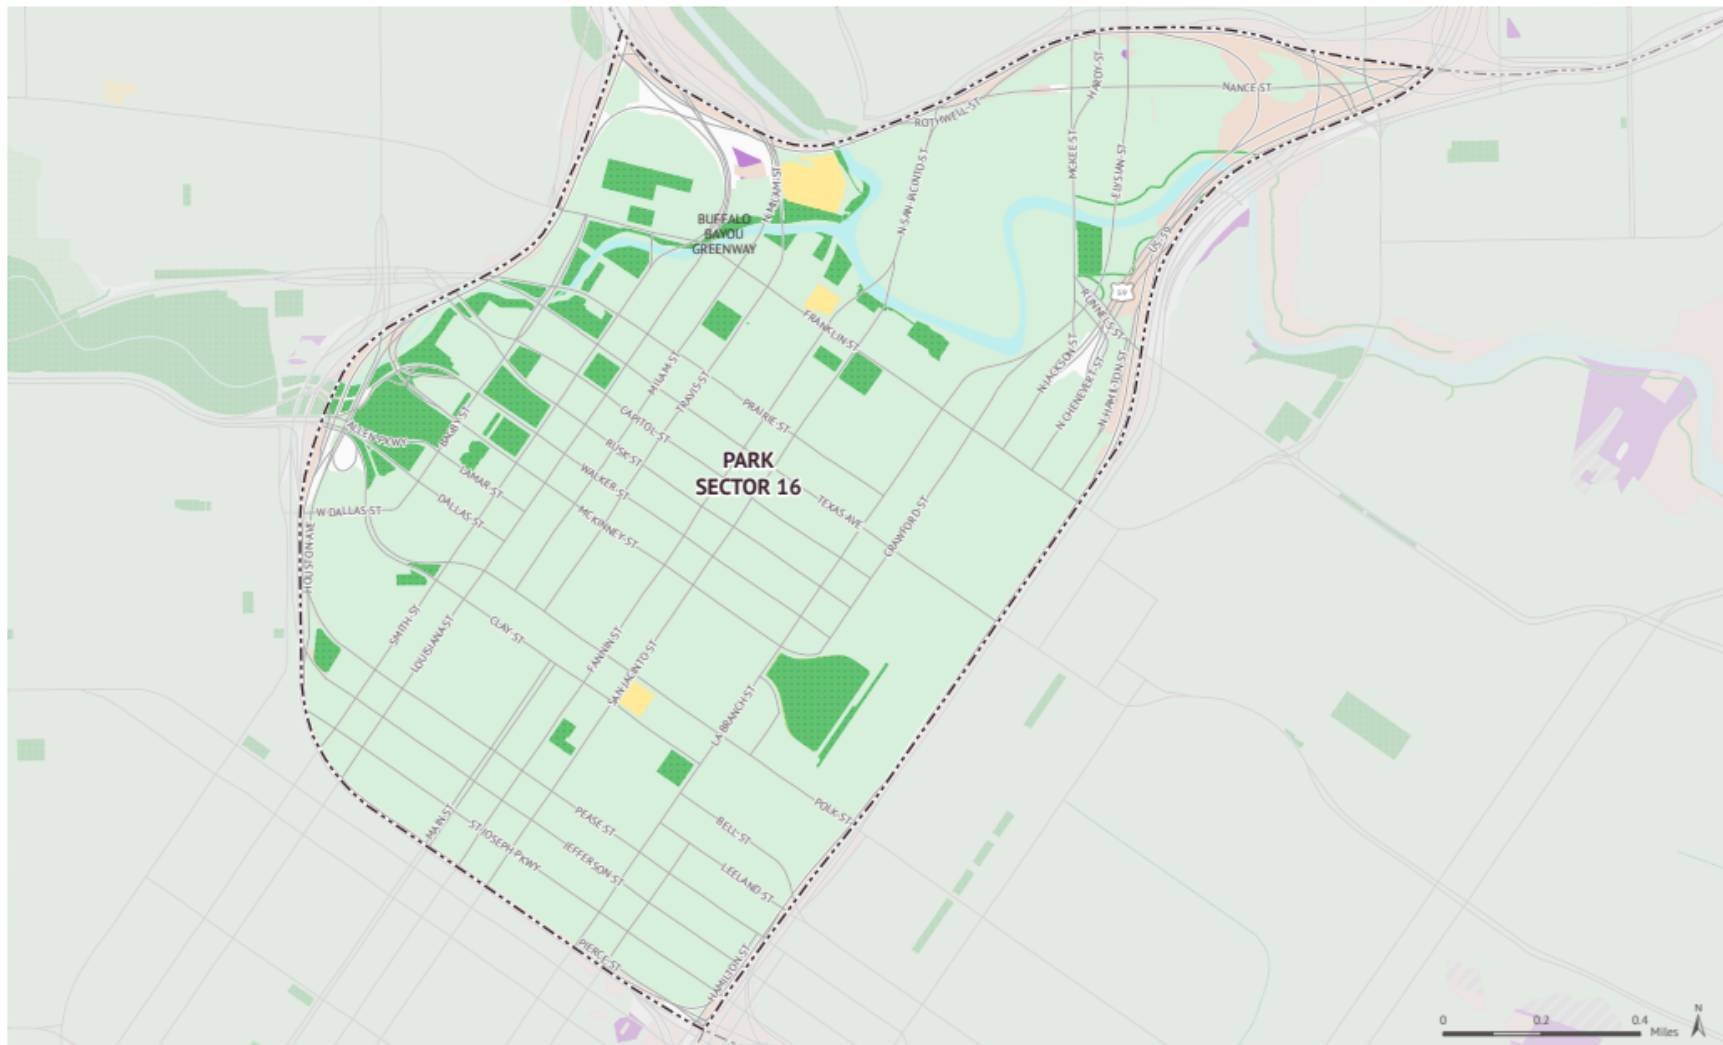 NANCE ST
HARDY ST
ROTHWELL ST
MCKEE ST
ELYSIAN ST
N SAN JACINTO ST
N MILAM ST
BUFFALO
BAYOU
GREENWAY
US-59
59
RUNNELS ST
FRANKLIN ST
N JACKSON ST
N CHENEVERT ST
N HAMILTON ST
MILAM ST
TRAVIS ST
PRAIRIE ST
CAPITOL ST
BAGBY ST
ALLEN PKWY
RUSK ST
PARK
SECTOR 16
WALKER ST
LAMAR ST
TEXAS AVE
DALLAS ST
W DALLAS ST
MCKINNEY ST
CRAWFORD ST
HOUSTON AVE
SMITH ST
LOUISIANA ST
CLAY ST
FANNIN ST
SAN JACINTO ST
LA BRANCH ST
POLK ST
MAIN ST
ST JOSEPH PKWY
PEASE ST
BELL ST
JEFFERSON ST
LEELAND ST
PIERCE ST
HAMILTON ST
N
0 0.2 0.4
Miles